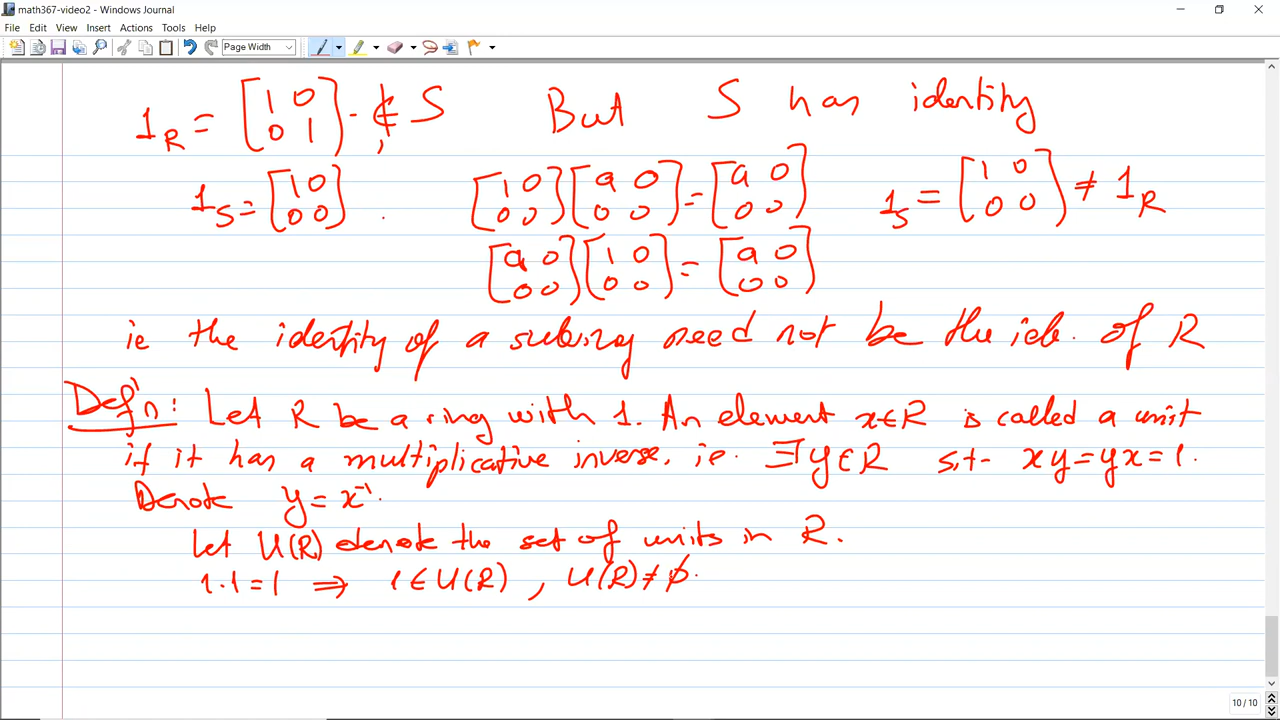 math367-video2 - Windows Journal
File Edit View Insert Actions Tools Help
Page Width
1_R = [1 0; 0 1] ∉ S But S has identity
1_S = [1 0; 0 0]. [1 0; 0 0][a 0; 0 0] = [a 0; 0 0] 1_S = [1 0; 0 0] ≠ 1_R
[a 0; 0 0][1 0; 0 0] = [a 0; 0 0]
ie the identity of a subring need not be the ide. of R
Def'n: Let R be a ring with 1. An element x∈R is called a unit
if it has a multiplicative inverse, i.e. ∃y∈R s.t. xy=yx=1.
Denote y = x⁻¹.
Let U(R) denote the set of units in R.
1·1=1 ⇒ 1∈U(R), U(R)≠∅.
10 / 10